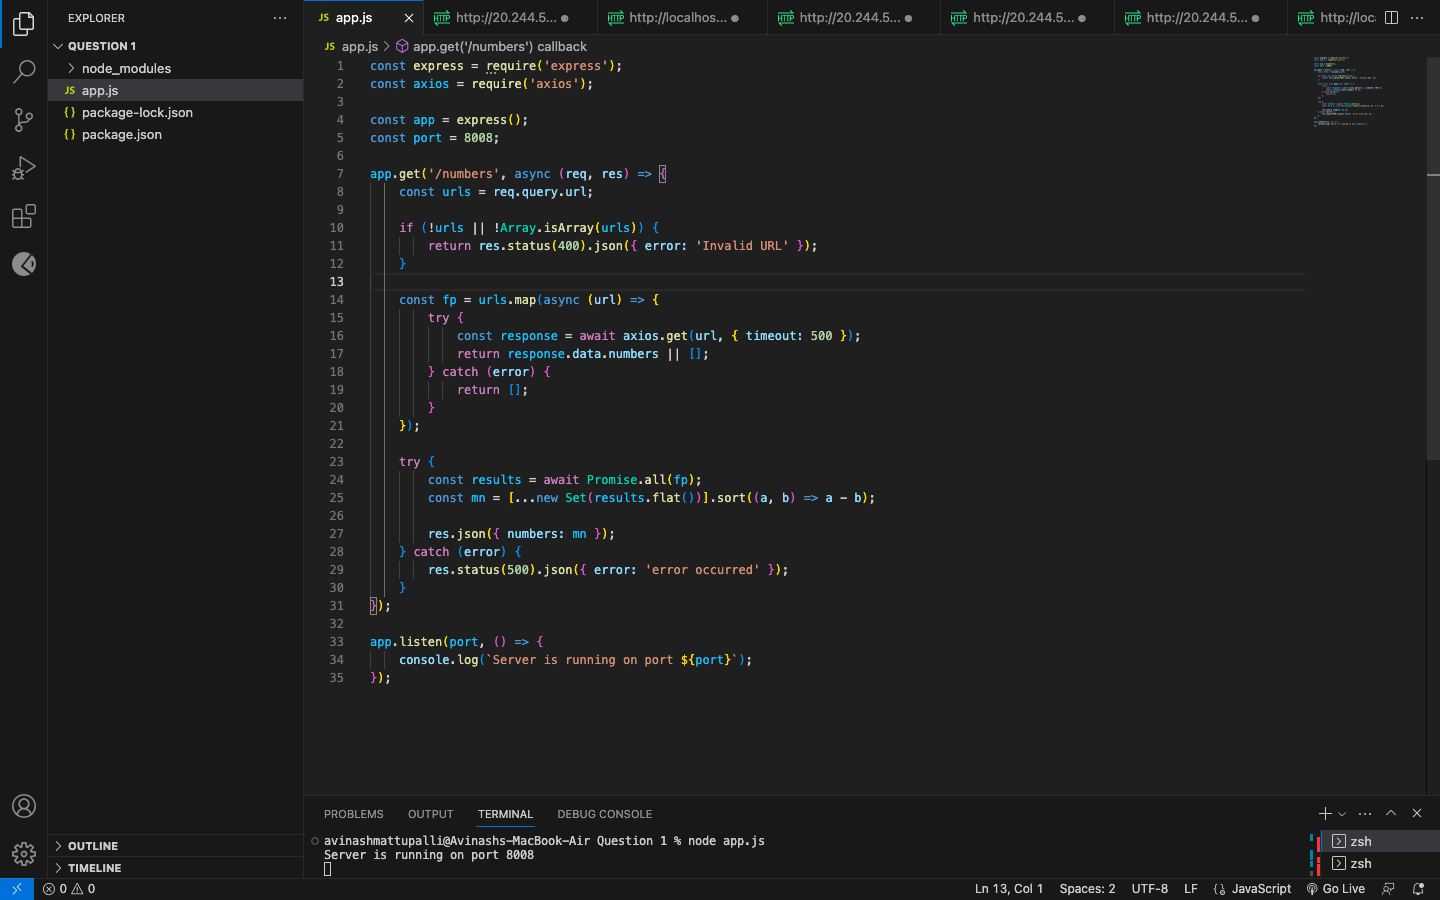 EXPLORER
QUESTION 1
node_modules
JS app.js
{} package-lock.json
{} package.json
OUTLINE
TIMELINE
JS app.js
HTTP http://20.244.5...
HTTP http://localhos...
HTTP http://20.244.5...
HTTP http://20.244.5...
HTTP http://20.244.5...
HTTP http://loc
JS app.js > app.get('/numbers') callback
1 const express = require('express');
2 const axios = require('axios');
3
4 const app = express();
5 const port = 8008;
6
7 app.get('/numbers', async (req, res) => {
8 const urls = req.query.url;
9
10 if (!urls || !Array.isArray(urls)) {
11 return res.status(400).json({ error: 'Invalid URL' });
12 }
13
14 const fp = urls.map(async (url) => {
15 try {
16 const response = await axios.get(url, { timeout: 500 });
17 return response.data.numbers || [];
18 } catch (error) {
19 return [];
20 }
21 });
22
23 try {
24 const results = await Promise.all(fp);
25 const mn = [...new Set(results.flat())].sort((a, b) => a - b);
26
27 res.json({ numbers: mn });
28 } catch (error) {
29 res.status(500).json({ error: 'error occurred' });
30 }
31 });
32
33 app.listen(port, () => {
34 console.log(`Server is running on port ${port}`);
35 });
PROBLEMS OUTPUT TERMINAL DEBUG CONSOLE
avinashmattupalli@Avinashs-MacBook-Air Question 1 % node app.js
Server is running on port 8008
zsh
zsh
0 0
Ln 13, Col 1 Spaces: 2 UTF-8 LF {} JavaScript Go Live